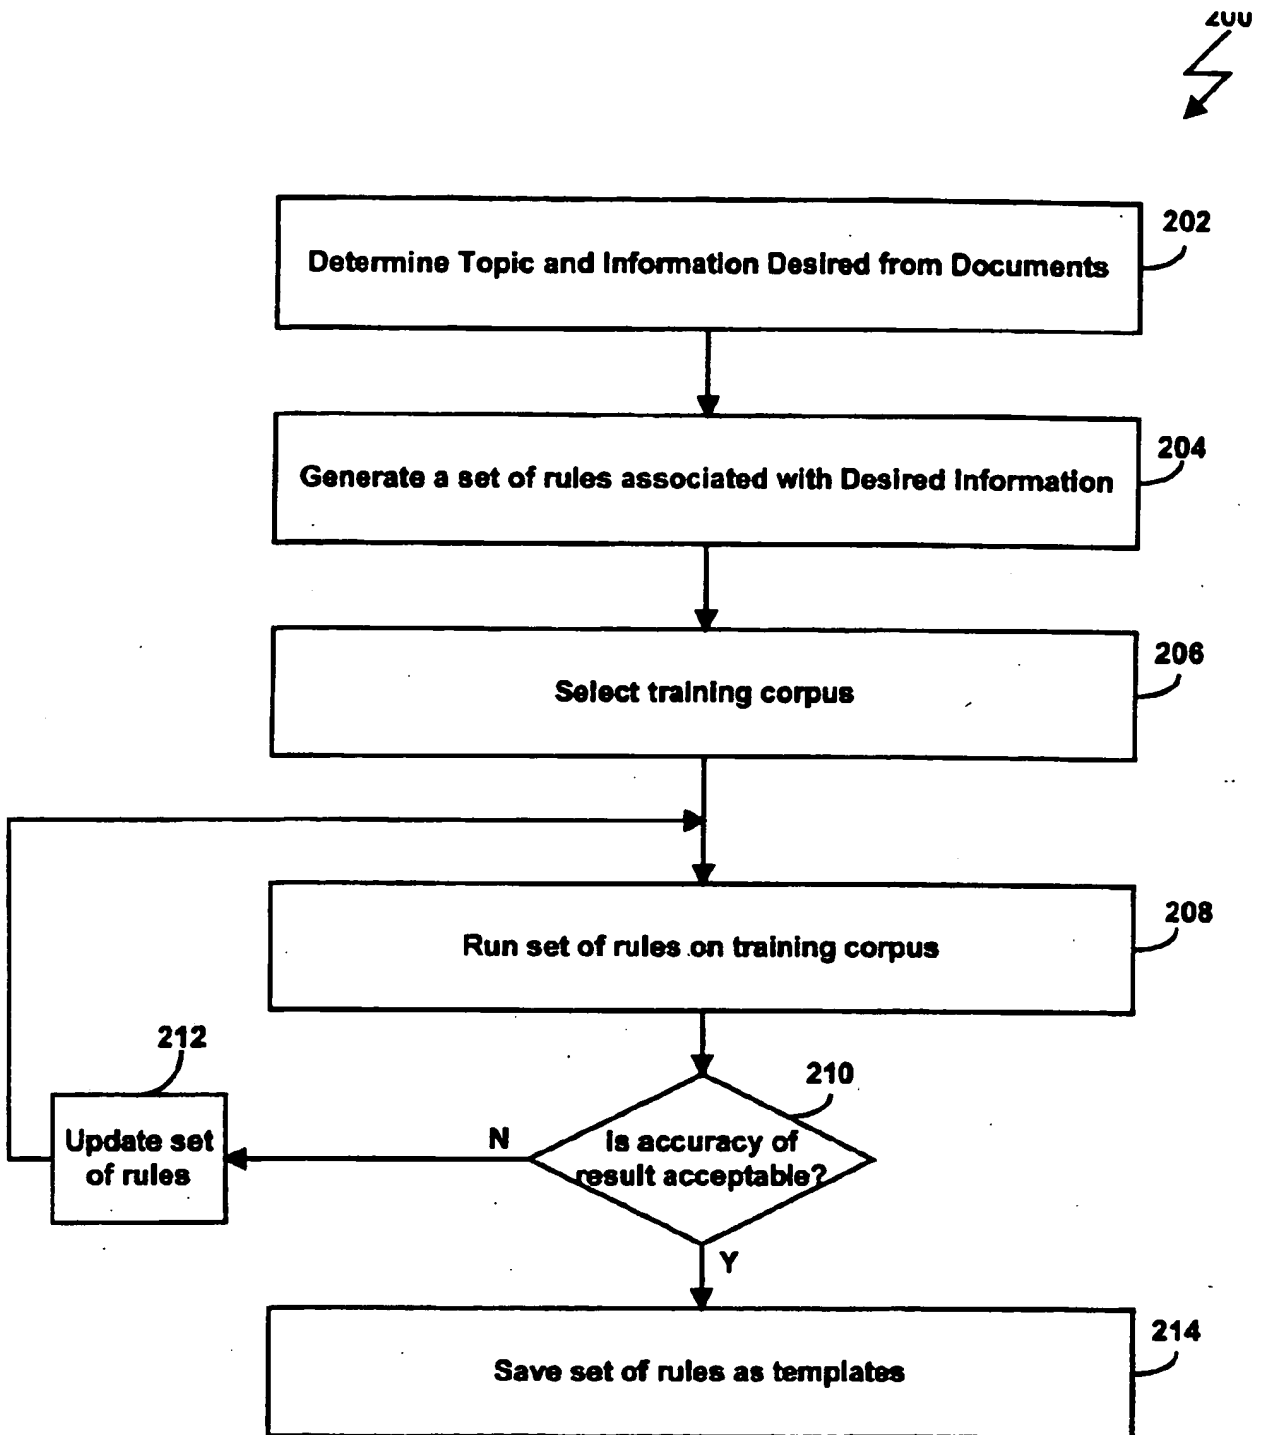 200
202
Determine Topic and Information Desired from Documents
204
Generate a set of rules associated with Desired Information
206
Select training corpus
208
Run set of rules on training corpus
212
210
Update set
of rules
N
Is accuracy of
result acceptable?
Y
214
Save set of rules as templates